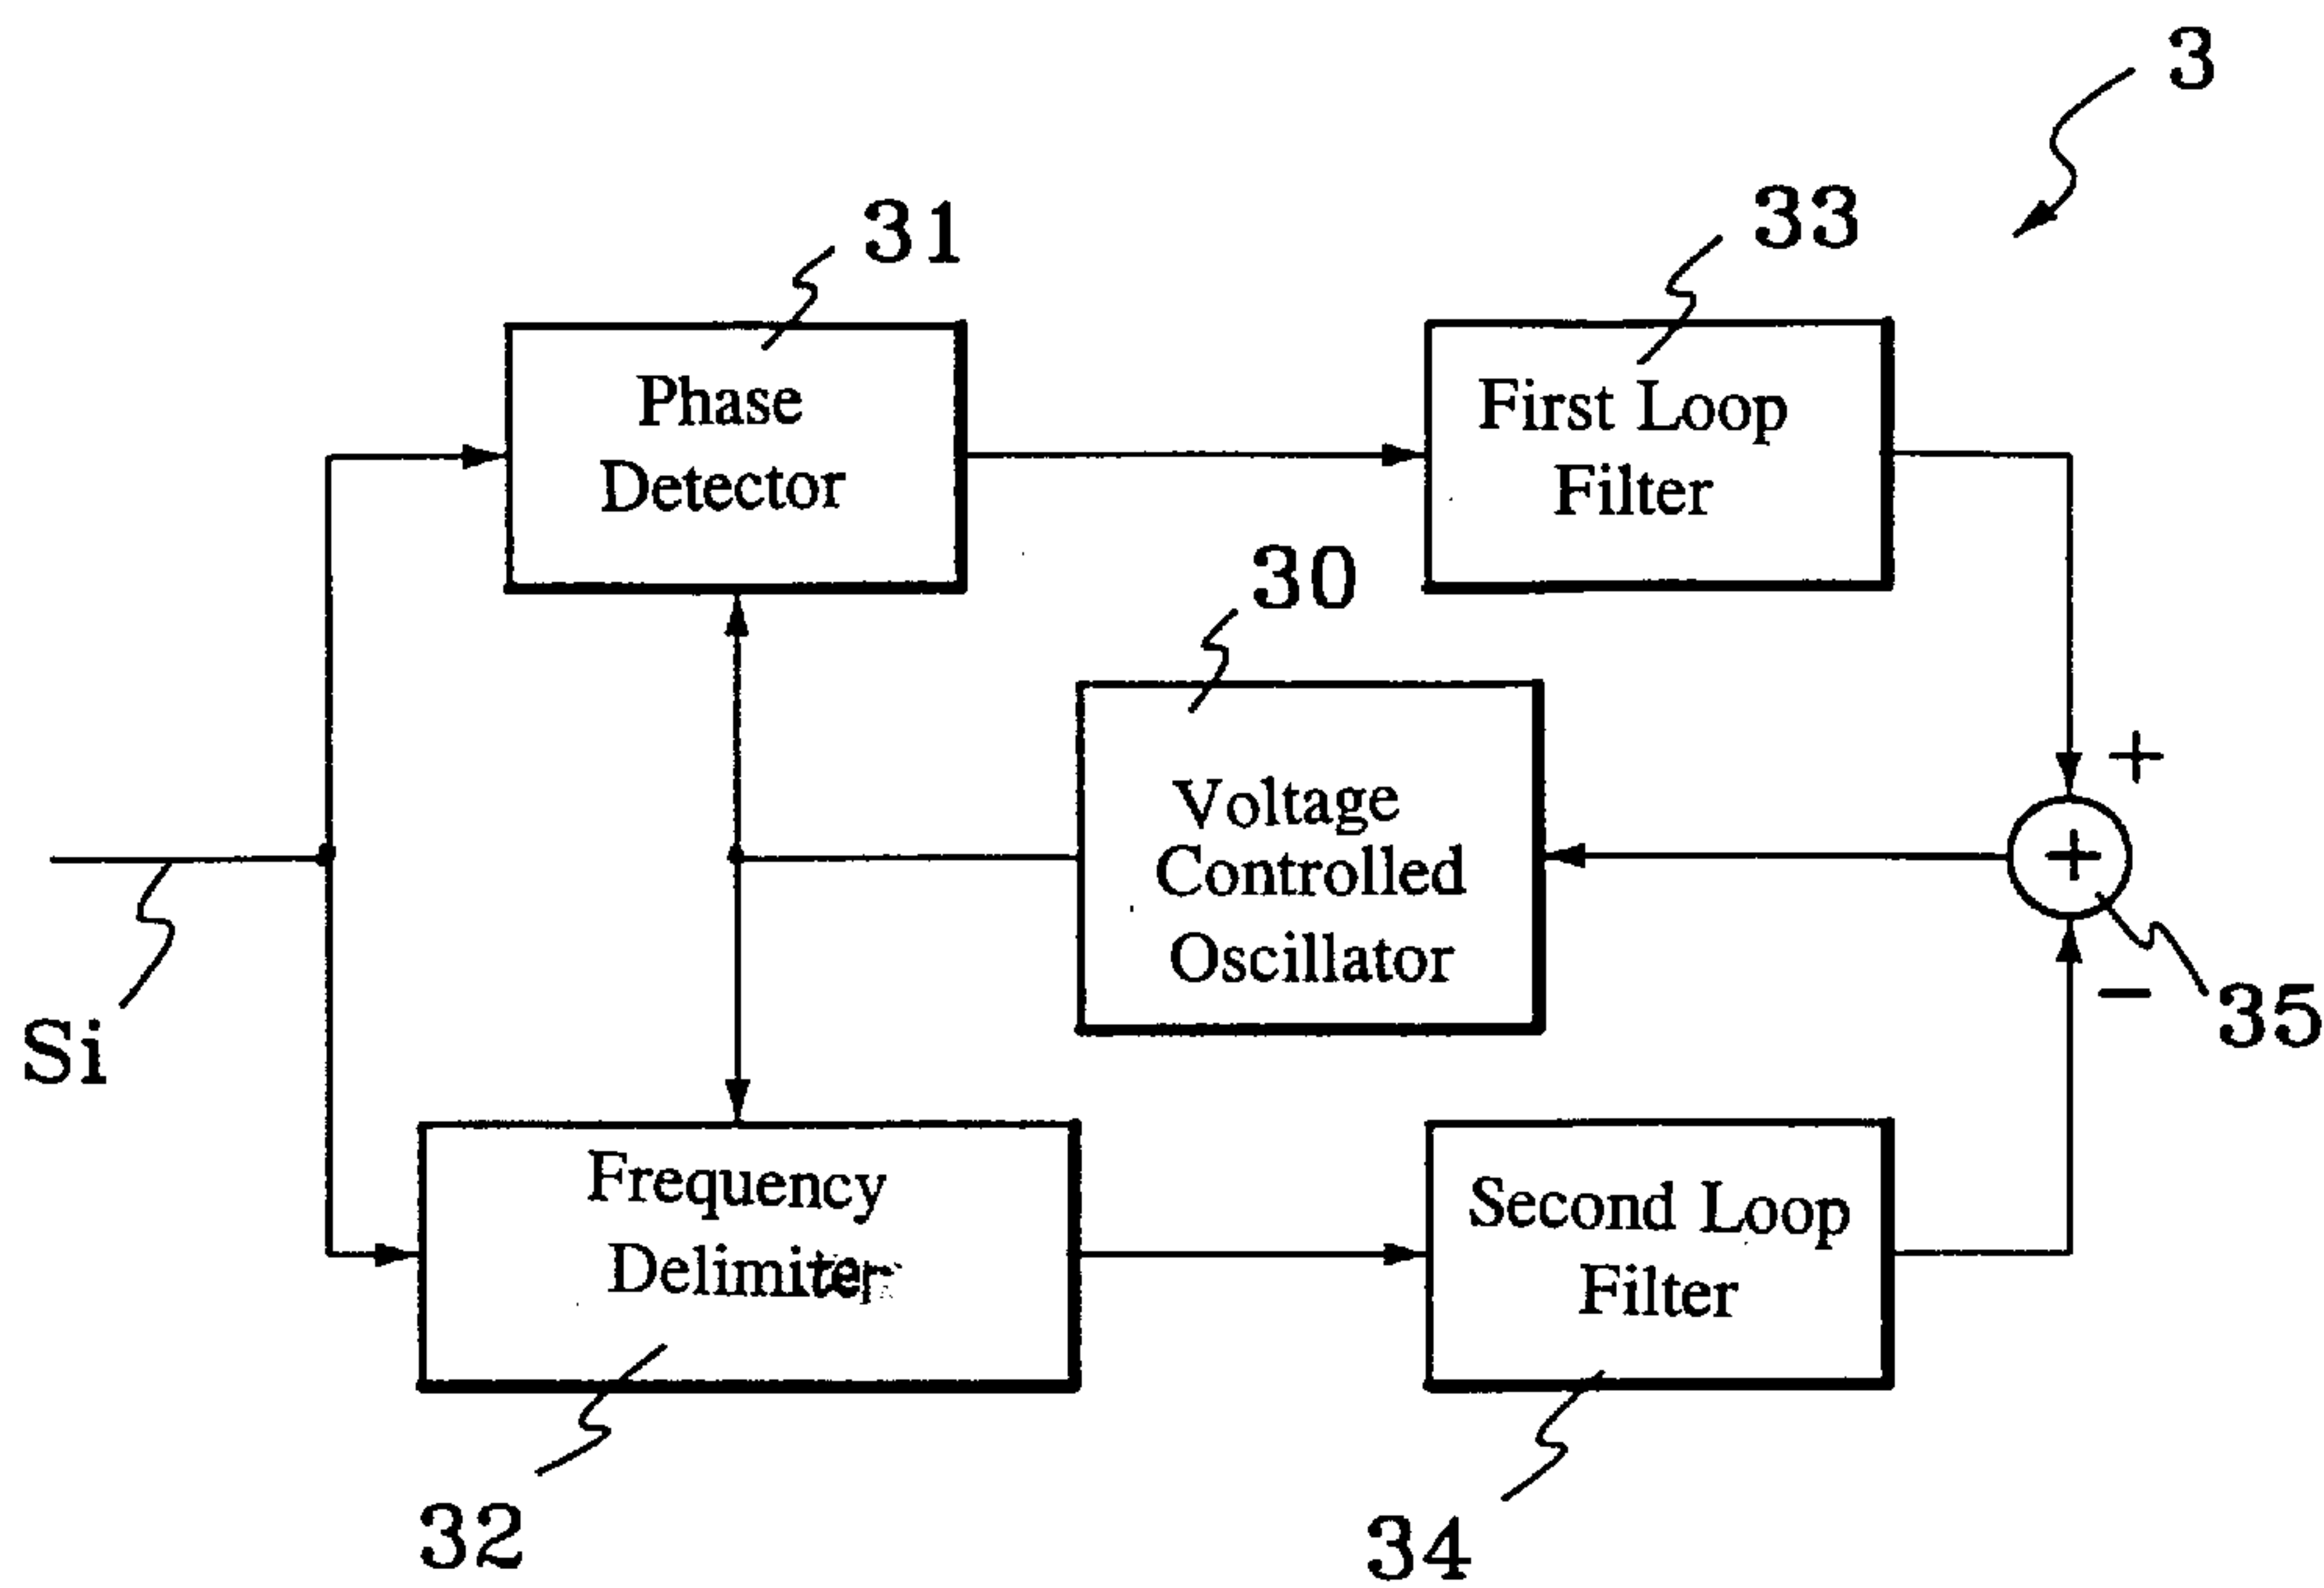 3
31
33
Phase
Detector
First Loop
Filter
30
Voltage
Controlled
Oscillator
+
+
−
35
Si
Frequency
Delimiter
Second Loop
Filter
32
34